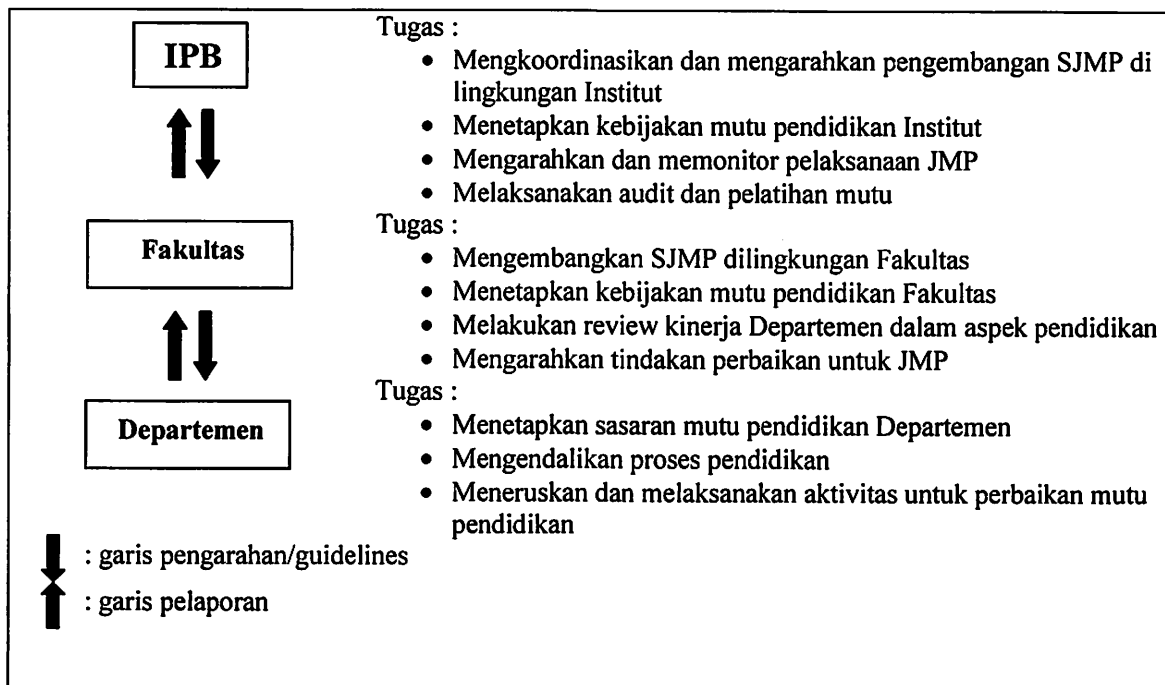 IPB
Tugas :
• Mengkoordinasikan dan mengarahkan pengembangan SJMP di
lingkungan Institut
• Menetapkan kebijakan mutu pendidikan Institut
• Mengarahkan dan memonitor pelaksanaan JMP
• Melaksanakan audit dan pelatihan mutu
Fakultas
Tugas :
• Mengembangkan SJMP dilingkungan Fakultas
• Menetapkan kebijakan mutu pendidikan Fakultas
• Melakukan review kinerja Departemen dalam aspek pendidikan
• Mengarahkan tindakan perbaikan untuk JMP
Departemen
Tugas :
• Menetapkan sasaran mutu pendidikan Departemen
• Mengendalikan proses pendidikan
• Meneruskan dan melaksanakan aktivitas untuk perbaikan mutu
pendidikan
: garis pengarahan/guidelines
: garis pelaporan